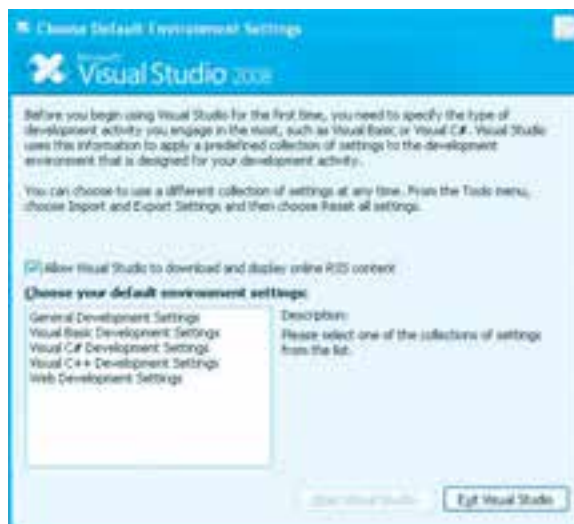 Choose Default Environment Settings
Microsoft
Visual Studio 2008
Before you begin using Visual Studio for the first time, you need to specify the type of
development activity you engage in the most, such as Visual Basic or Visual C#. Visual Studio
uses this information to apply a predefined collection of settings to the development
environment that is designed for your development activity.
You can choose to use a different collection of settings at any time. From the Tools menu,
choose Import and Export Settings and then choose Reset all settings.
Allow Visual Studio to download and display online RSS content
Choose your default environment settings:
General Development Settings
Visual Basic Development Settings
Visual C# Development Settings
Visual C++ Development Settings
Web Development Settings
Description:
Please select one of the collections of settings
from the list.
Start Visual Studio
Exit Visual Studio